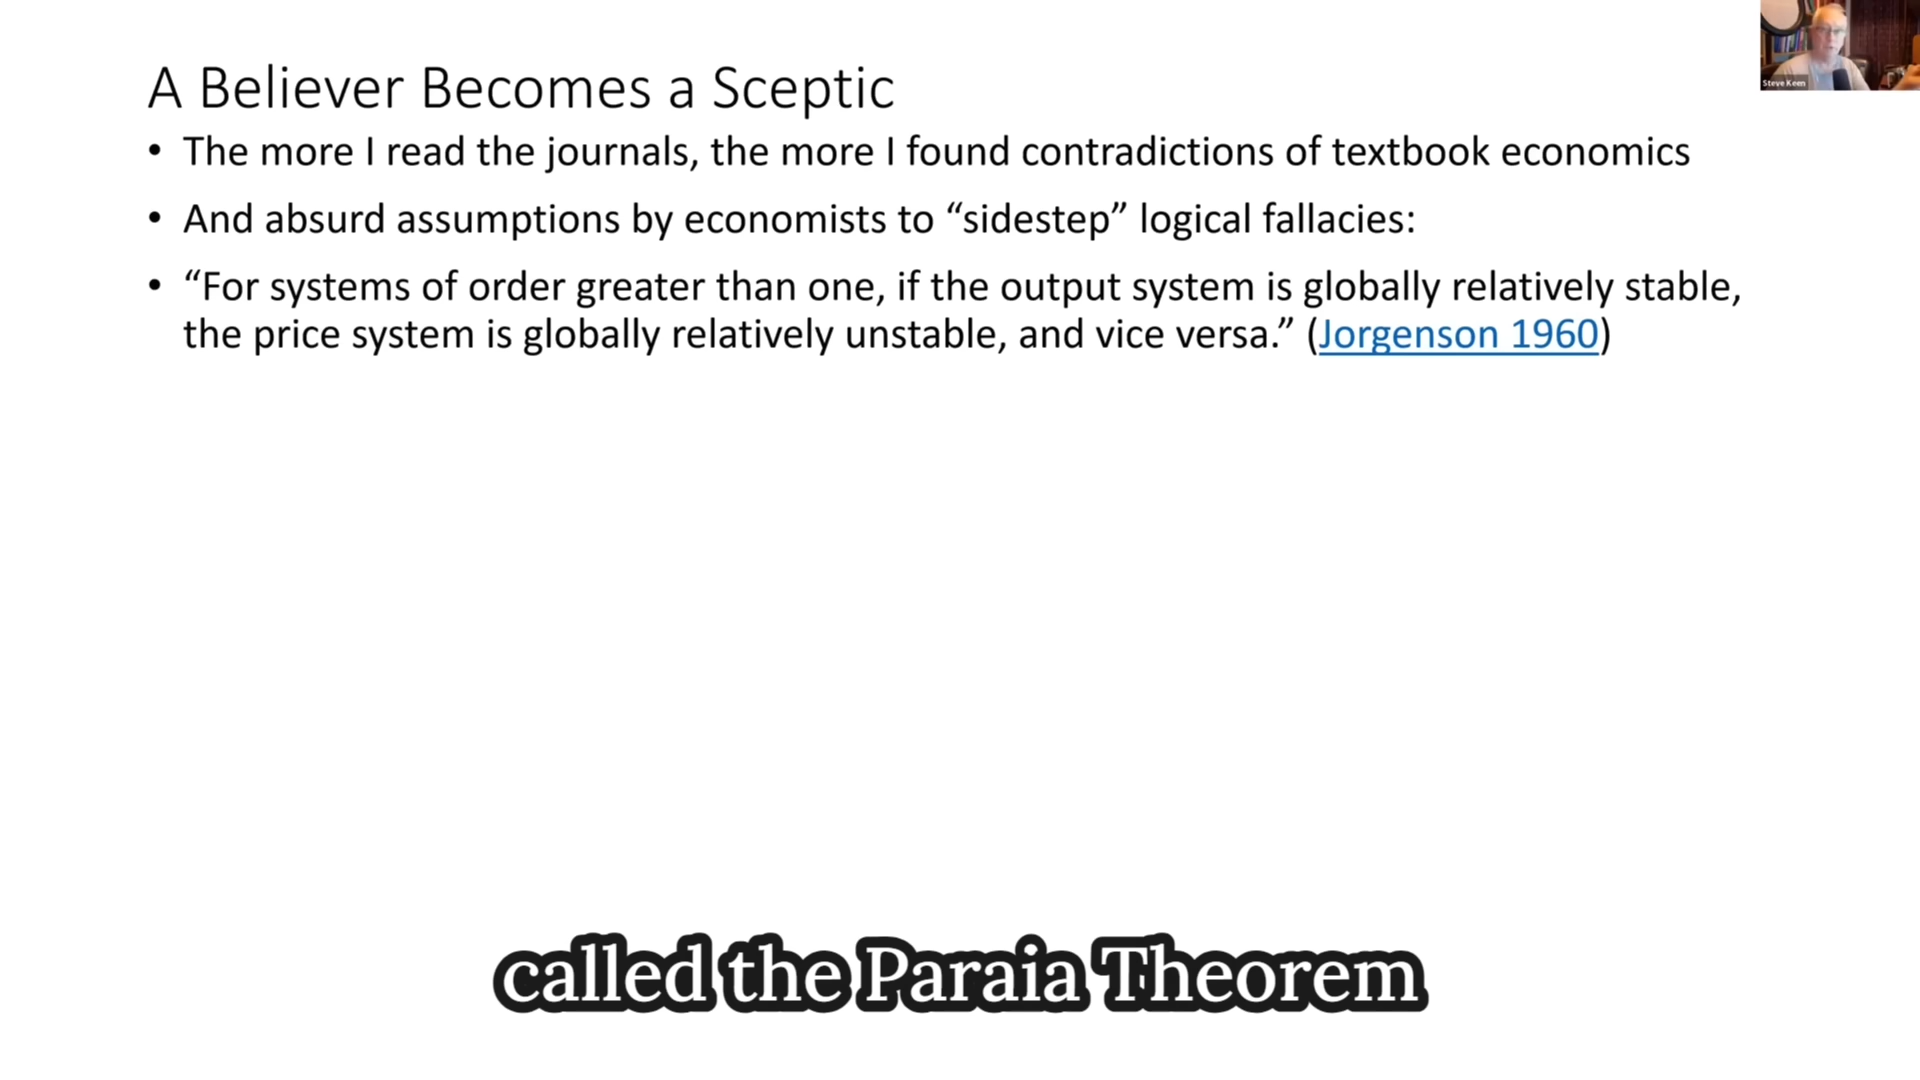 Steve Keen
A Believer Becomes a Sceptic
• The more I read the journals, the more I found contradictions of textbook economics
• And absurd assumptions by economists to “sidestep” logical fallacies:
• “For systems of order greater than one, if the output system is globally relatively stable,
the price system is globally relatively unstable, and vice versa.” (Jorgenson 1960)
called the Paraia Theorem